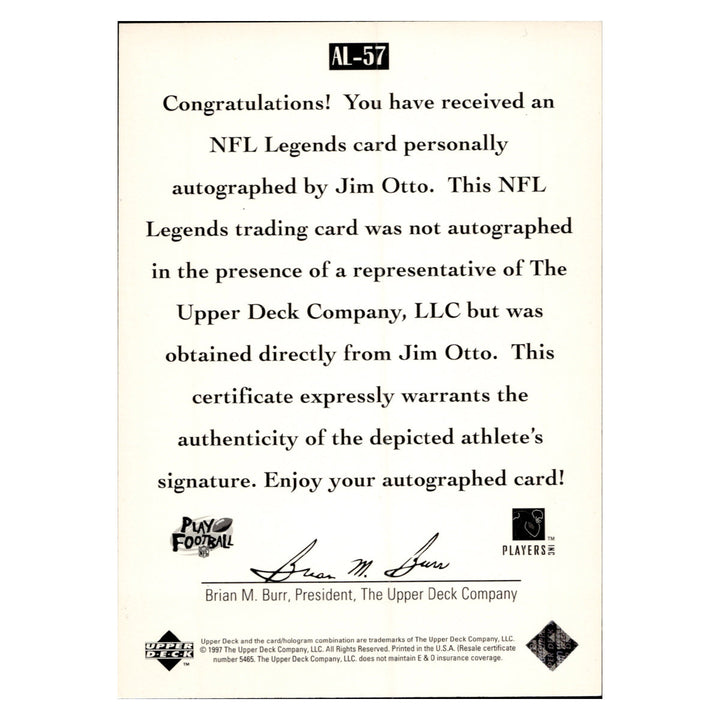 AL-57
Congratulations! You have received an
NFL Legends card personally
autographed by Jim Otto. This NFL
Legends trading card was not autographed
in the presence of a representative of The
Upper Deck Company, LLC but was
obtained directly from Jim Otto. This
certificate expressly warrants the
authenticity of the depicted athlete's
signature. Enjoy your autographed card!
PLAY
FOOTBALL
NFL
PLAYERS INC
TM
Brian M. Burr
Brian M. Burr, President, The Upper Deck Company
UPPER
D·E·C·K
TM
Upper Deck and the card/hologram combination are trademarks of The Upper Deck Company, LLC.
© 1997 The Upper Deck Company, LLC. All Rights Reserved. Printed in the U.S.A. (Resale certificate
number 5465. The Upper Deck Company, LLC. does not maintain E & O insurance coverage.